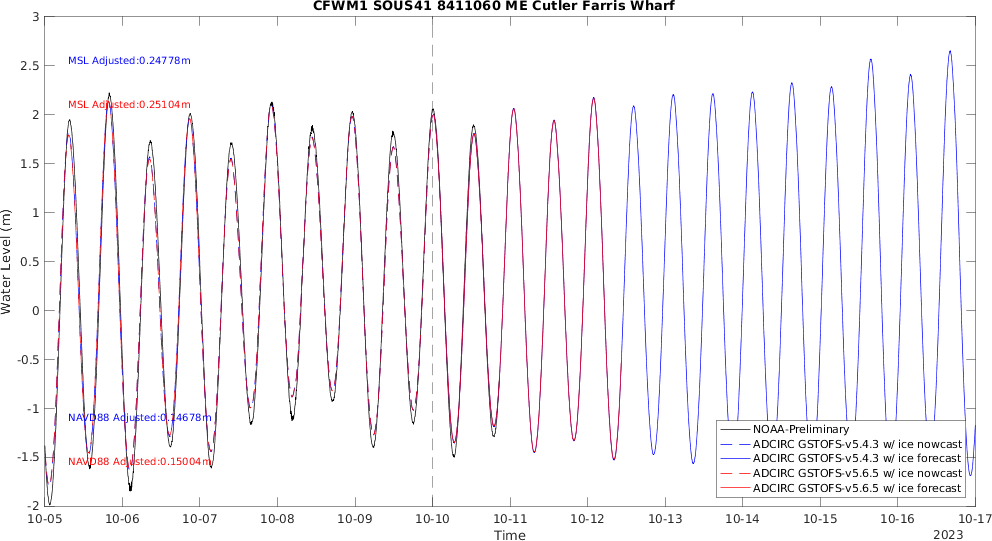 CFWM1 SOUS41 8411060 ME Cutler Farris Wharf
3
2.5
2
1.5
1
0.5
0
-0.5
-1
-1.5
-2
Water Level (m)
MSL Adjusted:0.24778m
MSL Adjusted:0.25104m
NAVD88 Adjusted:0.14678m
NAVD88 Adjusted:0.15004m
NOAA-Preliminary
ADCIRC GSTOFS-v5.4.3 w/ ice nowcast
ADCIRC GSTOFS-v5.4.3 w/ ice forecast
ADCIRC GSTOFS-v5.6.5 w/ ice nowcast
ADCIRC GSTOFS-v5.6.5 w/ ice forecast
10-05 10-06 10-07 10-08 10-09 10-10 10-11 10-12 10-13 10-14 10-15 10-16 10-17
Time
2023